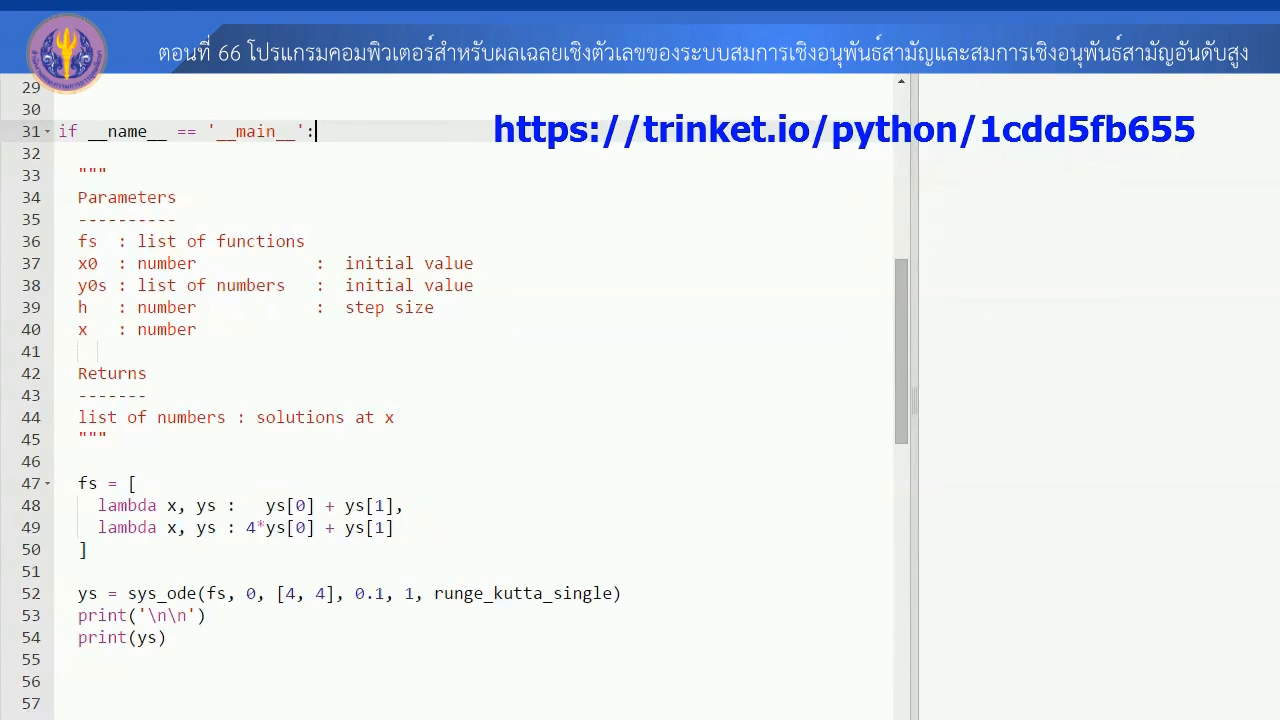 ตอนที่ 66 โปรแกรมคอมพิวเตอร์สำหรับผลเฉลยเชิงตัวเลขของระบบสมการเชิงอนุพันธ์สามัญและสมการเชิงอนุพันธ์สามัญอันดับสูง
29
30
31 if __name__ == '__main__':
https://trinket.io/python/1cdd5fb655
32
33 """
34 Parameters
35 ----------
36 fs : list of functions
37 x0 : number : initial value
38 y0s : list of numbers : initial value
39 h : number : step size
40 x : number
41
42 Returns
43 -------
44 list of numbers : solutions at x
45 """
46
47 fs = [
48 lambda x, ys : ys[0] + ys[1],
49 lambda x, ys : 4*ys[0] + ys[1]
50 ]
51
52 ys = sys_ode(fs, 0, [4, 4], 0.1, 1, runge_kutta_single)
53 print('\n\n')
54 print(ys)
55
56
57